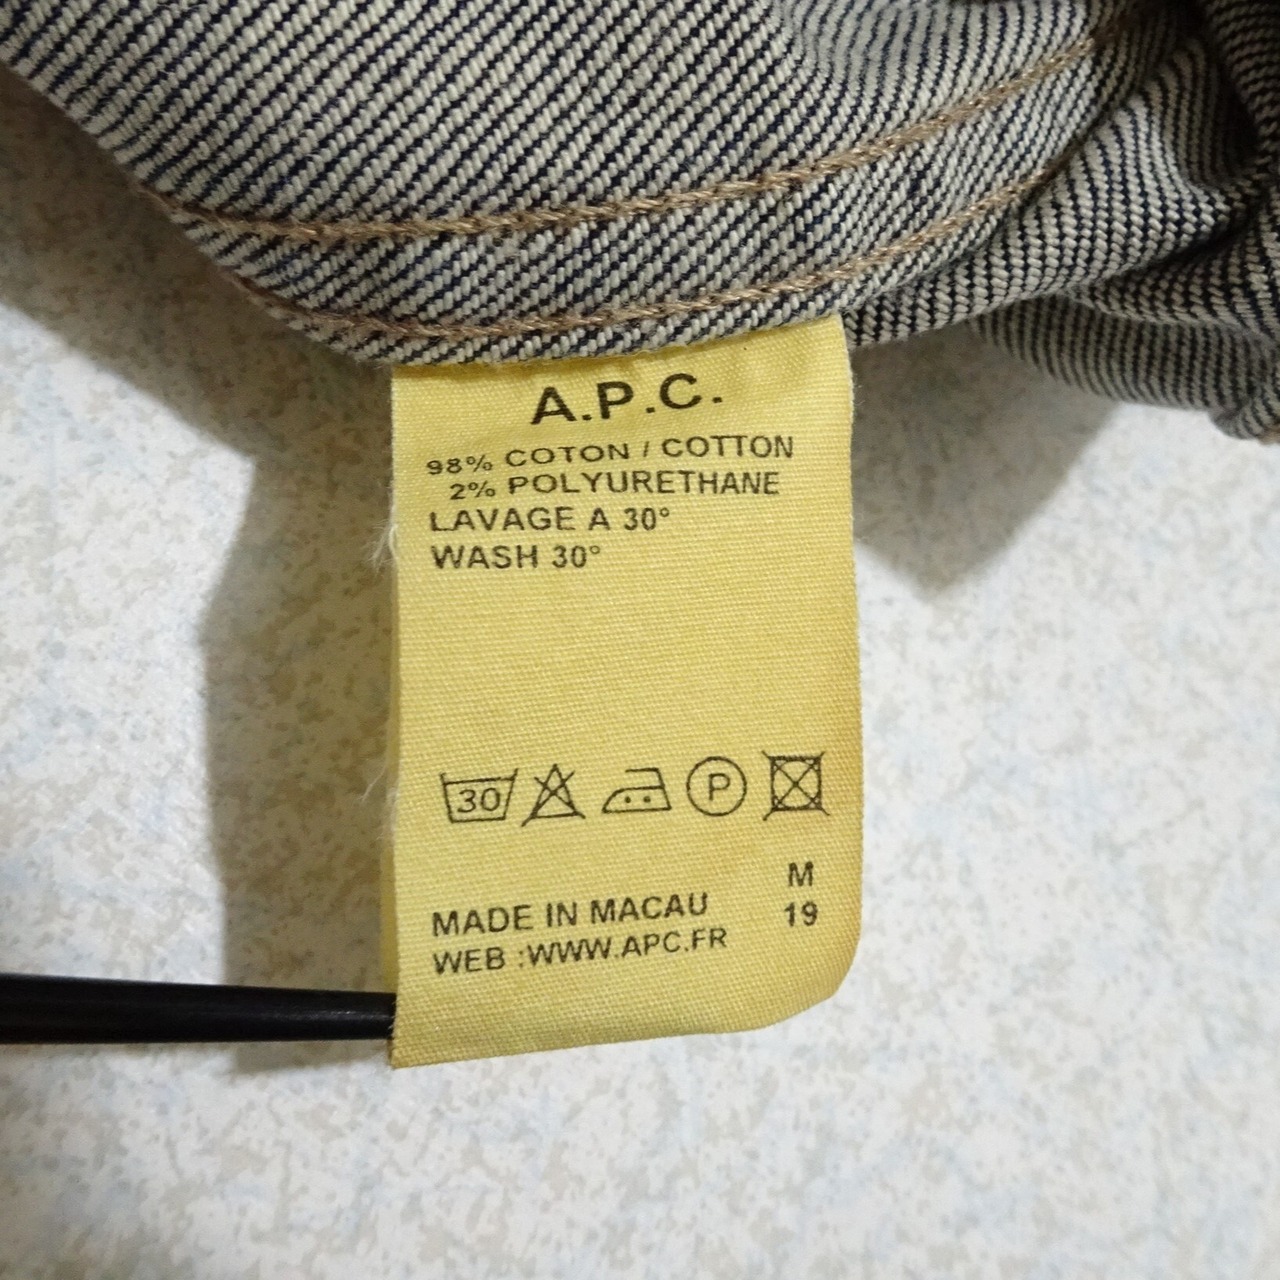 A.P.C.
98% COTON / COTTON
2% POLYURETHANE
LAVAGE A 30°
WASH 30°
30 P
M
19
MADE IN MACAU
WEB :WWW.APC.FR